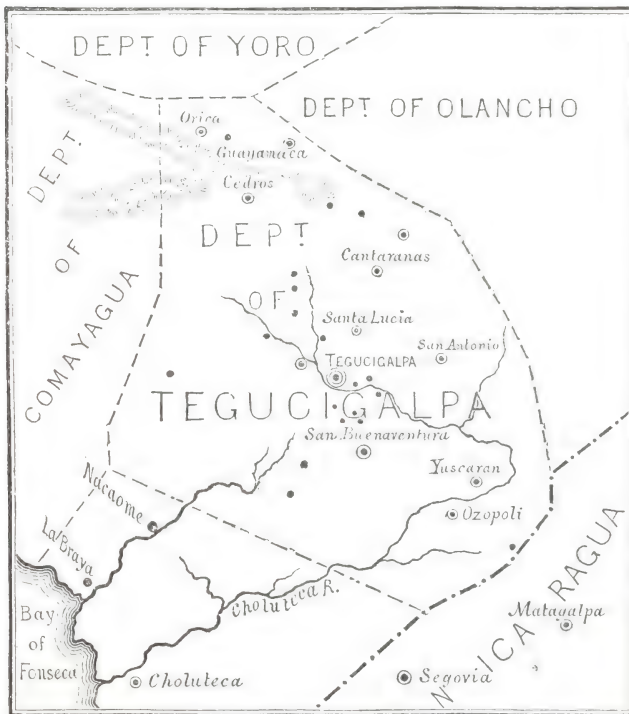 DEPT OF YORO
DEPT OF OLANCHO
DEPT OF COMAYAGUA
Orica
Guayamaca
Cedros
DEPT OF TEGUCIGALPA
Cantaranas
Santa Lucia
San Antonio
TEGUCIGALPA
San Buenaventura
Yuscaran
Ozopoli
Nacaome
La Braya
Choluteca R.
Bay of Fonseca
Choluteca
Segovia
Matagalpa
NICARAGUA